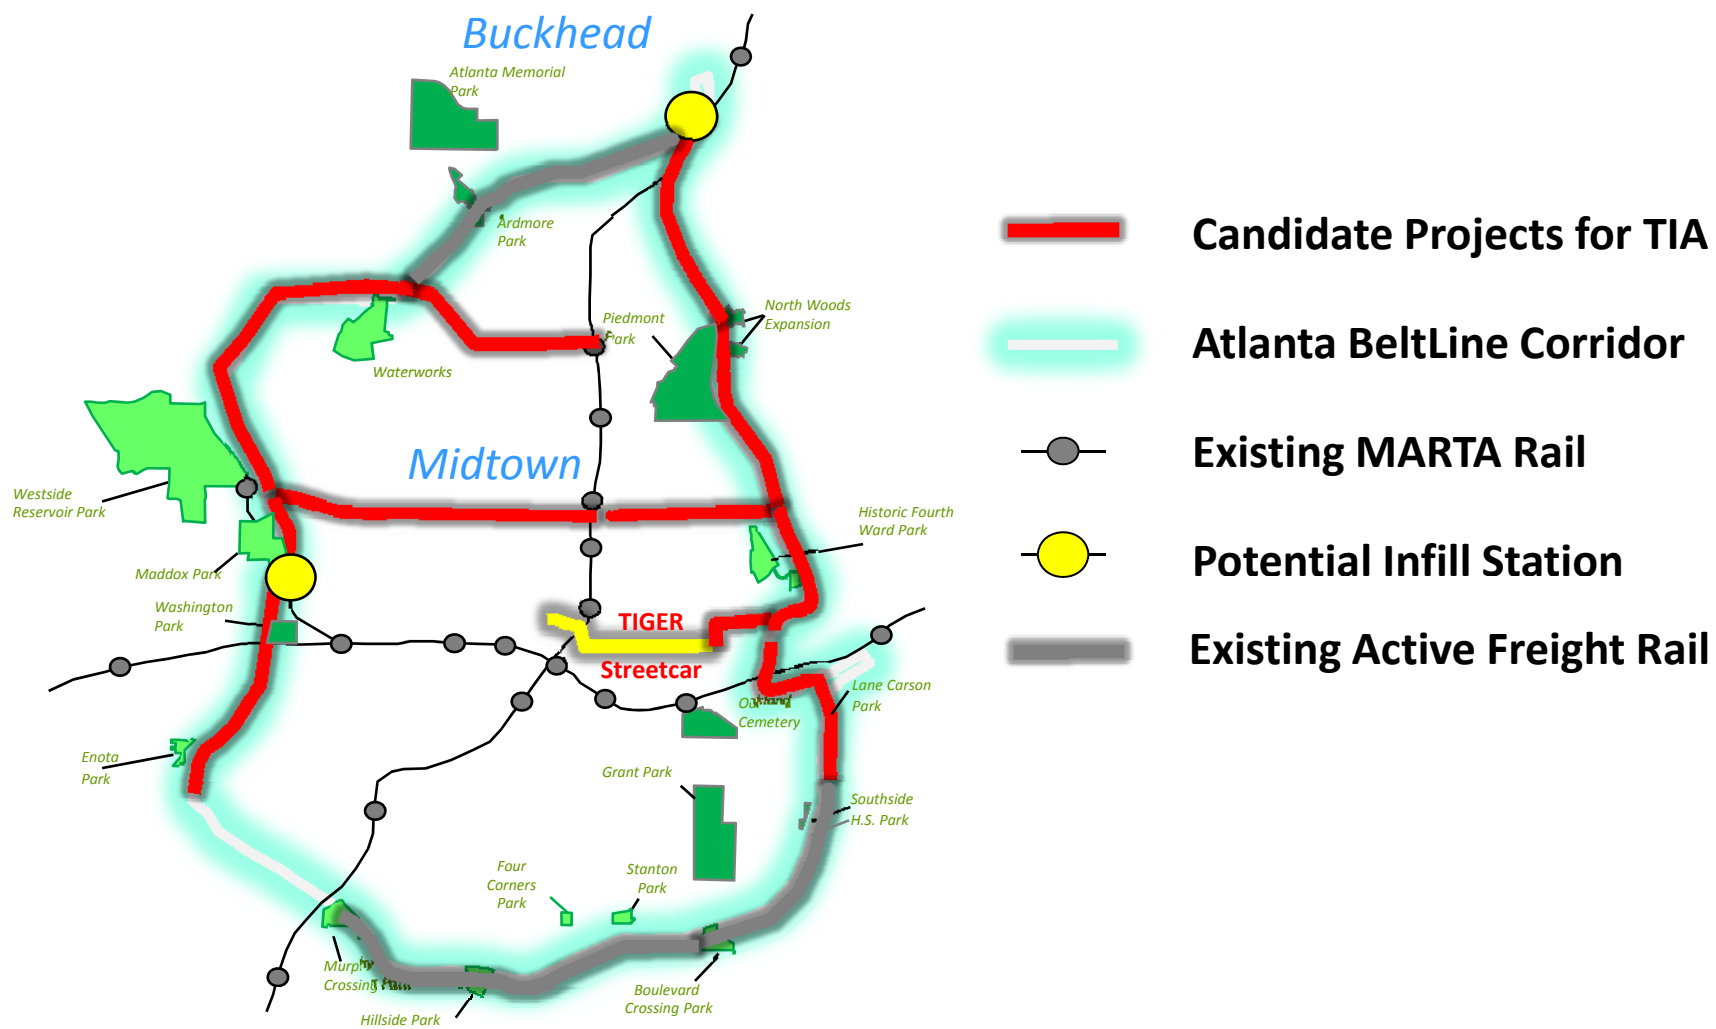 Buckhead
Atlanta Memorial
Park
Ardmore
Park
North Woods
Expansion
Piedmont
Park
Waterworks
Midtown
Westside
Reservoir Park
Historic Fourth
Ward Park
Maddox Park
Washington
Park
TIGER
Streetcar
Lane Carson
Park
Cemetery
Enota
Park
Grant Park
Southside
H.S. Park
Four
Corners
Park
Stanton
Park
Crossing
Boulevard
Crossing Park
Hillside Park
Candidate Projects for TIA
Atlanta BeltLine Corridor
Existing MARTA Rail
Potential Infill Station
Existing Active Freight Rail